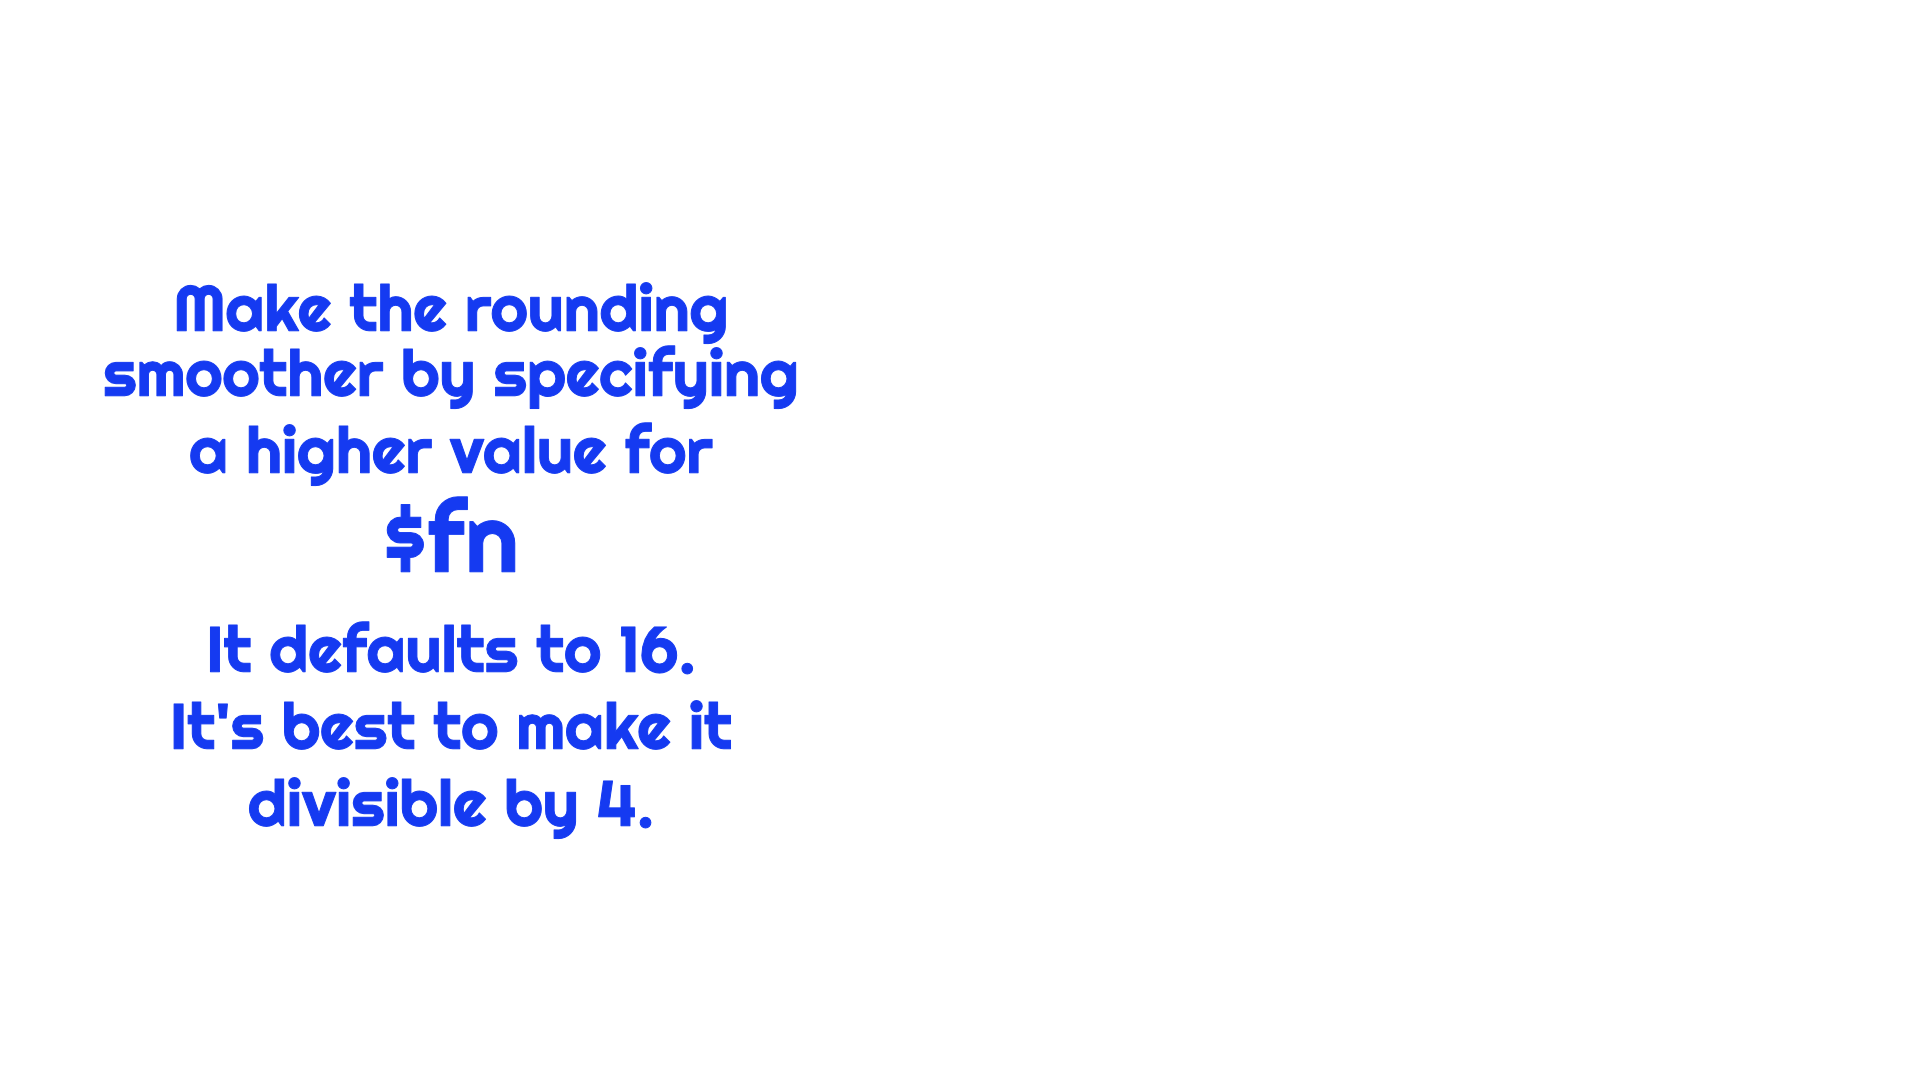 Make the rounding
smoother by specifying
a higher value for
$fn
It defaults to 16.
It's best to make it
divisible by 4.